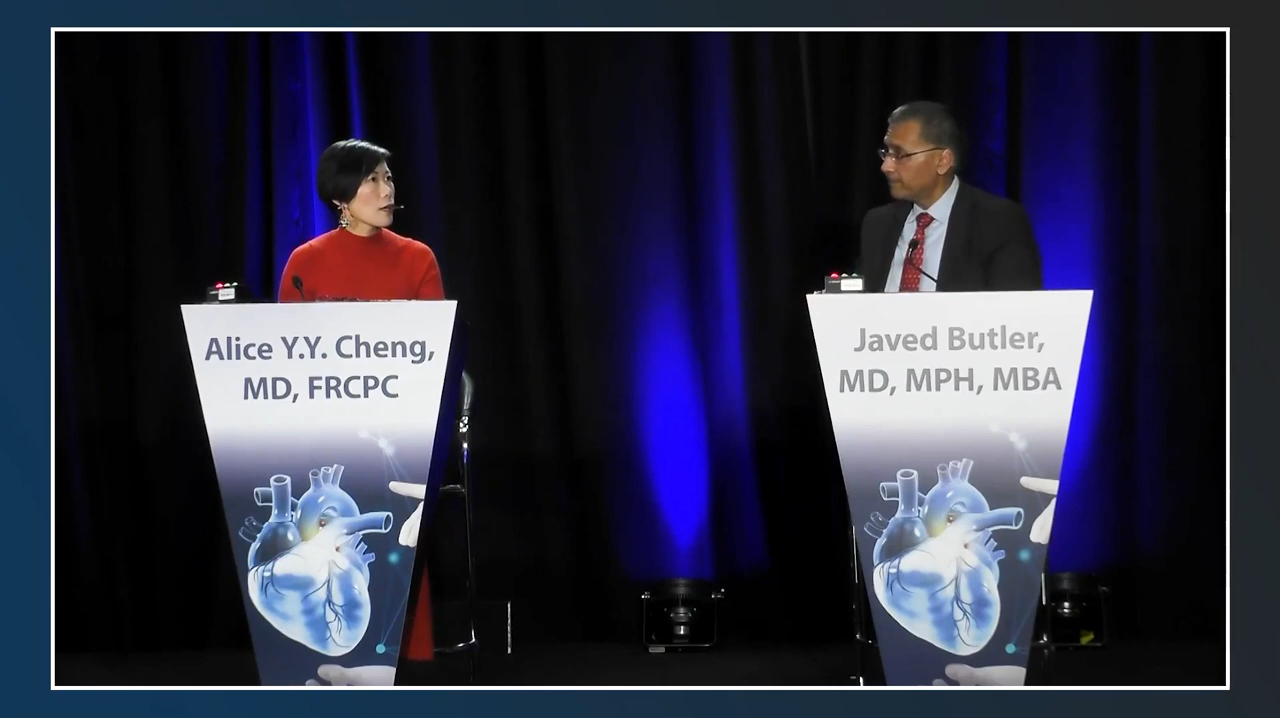 Alice Y.Y. Cheng,
MD, FRCPC
Javed Butler,
MD, MPH, MBA